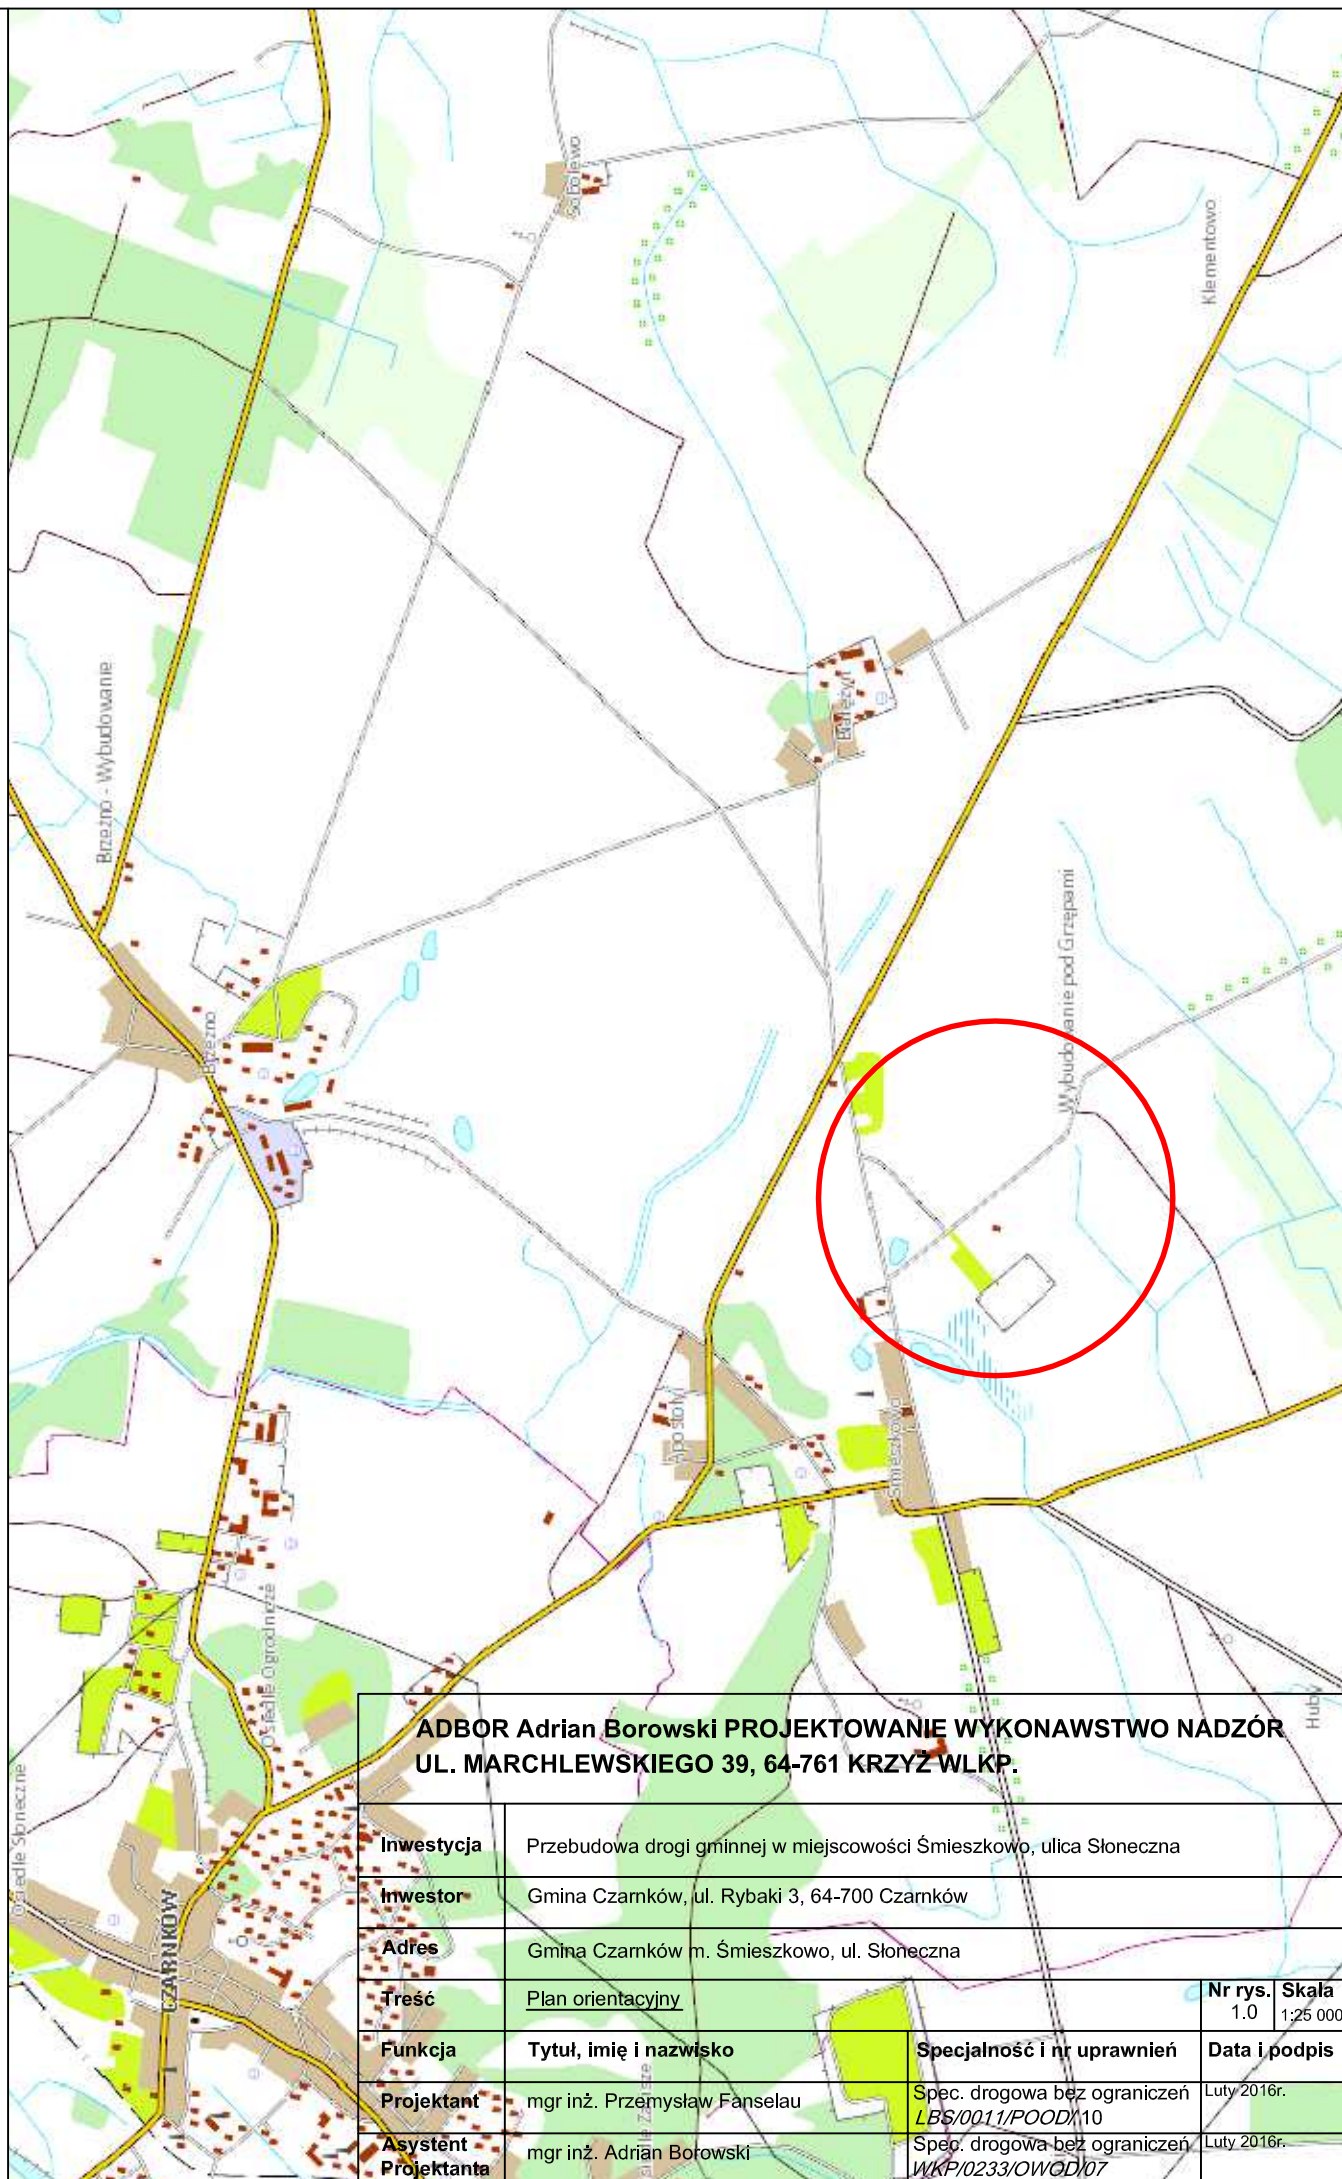 Sobolewo
Klementowo
Brzeźno - Wybudowanie
Białężyn
Wybudowanie pod Grzępami
Brzeźno
Apostoły
Śmieszkowo
Osiedle Ogrodnicze
Huby
Osiedle Słoneczne
CZARNKÓW
ADBOR Adrian Borowski PROJEKTOWANIE WYKONAWSTWO NADZÓR
UL. MARCHLEWSKIEGO 39, 64-761 KRZYŻ WLKP.
Inwestycja Przebudowa drogi gminnej w miejscowości Śmieszkowo, ulica Słoneczna
Inwestor Gmina Czarnków, ul. Rybaki 3, 64-700 Czarnków
Adres Gmina Czarnków m. Śmieszkowo, ul. Słoneczna
Treść Plan orientacyjny
Nr rys. Skala
1.0 1:25 000
Funkcja Tytuł, imię i nazwisko Specjalność i nr uprawnień Data i podpis
Projektant mgr inż. Przemysław Fanselau Spec. drogowa bez ograniczeń Luty 2016r.
LBS/0011/POOD/10
Asystent
Projektanta mgr inż. Adrian Borowski Spec. drogowa bez ograniczeń Luty 2016r.
WKP/0233/OWOD/07